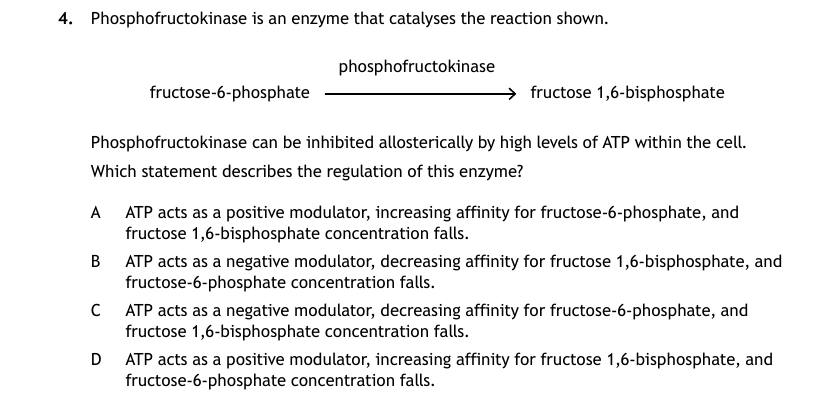 4. Phosphofructokinase is an enzyme that catalyses the reaction shown.
phosphofructokinase
fructose-6-phosphate fructose 1,6-bisphosphate
Phosphofructokinase can be inhibited allosterically by high levels of ATP within the cell.
Which statement describes the regulation of this enzyme?
A ATP acts as a positive modulator, increasing affinity for fructose-6-phosphate, and
fructose 1,6-bisphosphate concentration falls.
B ATP acts as a negative modulator, decreasing affinity for fructose 1,6-bisphosphate, and
fructose-6-phosphate concentration falls.
C ATP acts as a negative modulator, decreasing affinity for fructose-6-phosphate, and
fructose 1,6-bisphosphate concentration falls.
D ATP acts as a positive modulator, increasing affinity for fructose 1,6-bisphosphate, and
fructose-6-phosphate concentration falls.